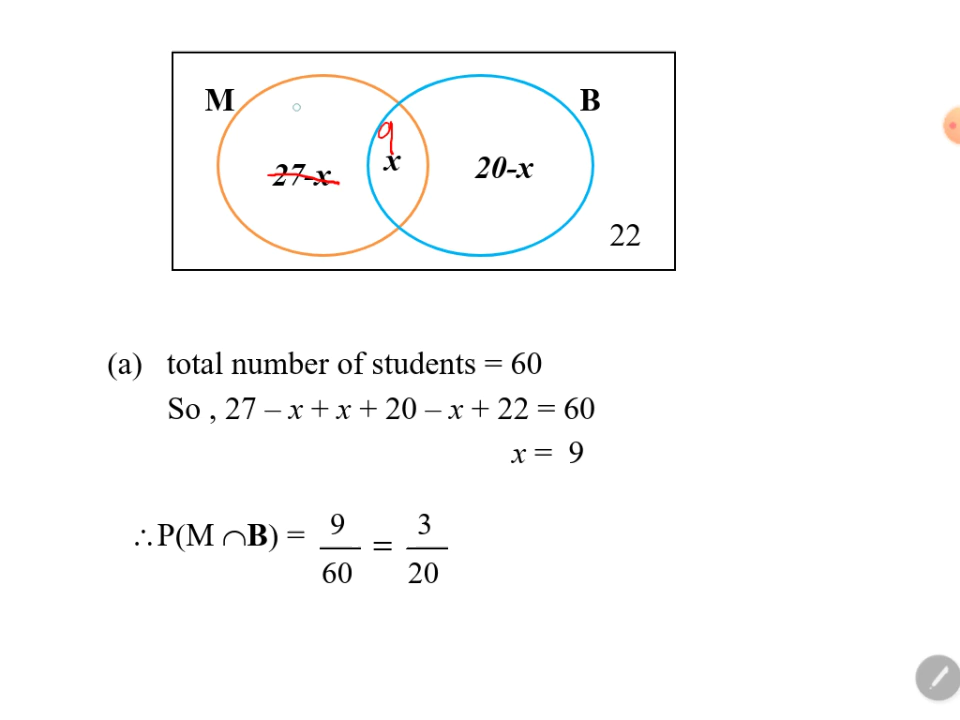 M B
9
27-x x 20-x
22
(a) total number of students = 60
So , 27 – x + x + 20 – x + 22 = 60
x = 9
∴P(M ∩B) = 9/60 = 3/20